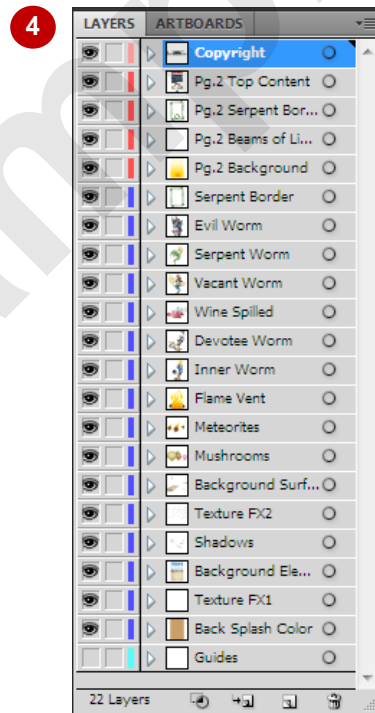 4
LAYERS ARTBOARDS
Copyright
Pg.2 Top Content
Pg.2 Serpent Bor...
Pg.2 Beams of Li...
Pg.2 Background
Serpent Border
Evil Worm
Serpent Worm
Vacant Worm
Wine Spilled
Devotee Worm
Inner Worm
Flame Vent
Meteorites
Mushrooms
Background Surf...
Texture FX2
Shadows
Background Ele...
Texture FX1
Back Splash Color
Guides
22 Layers